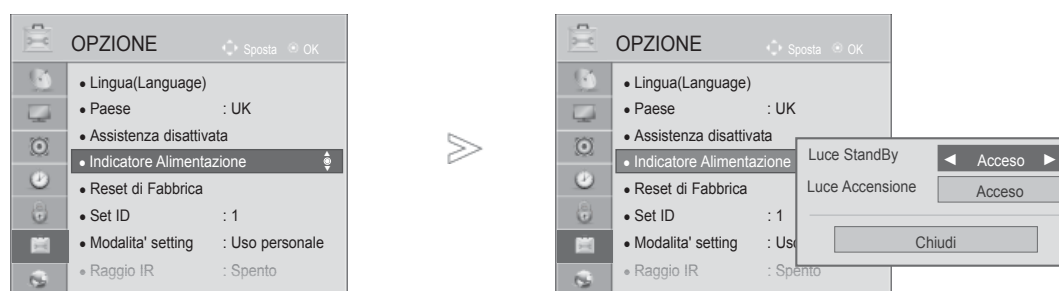 OPZIONE Sposta OK
• Lingua(Language)
• Paese : UK
• Assistenza disattivata
• Indicatore Alimentazione
• Reset di Fabbrica
• Set ID : 1
• Modalita' setting : Uso personale
• Raggio IR : Spento
OPZIONE Sposta OK
• Lingua(Language)
• Paese : UK
• Assistenza disattivata
• Indicatore Alimentazione
• Reset di Fabbrica
• Set ID : 1
• Modalita' setting : Uso
• Raggio IR : Spento
Luce StandBy ◄ Acceso ►
Luce Accensione Acceso
Chiudi